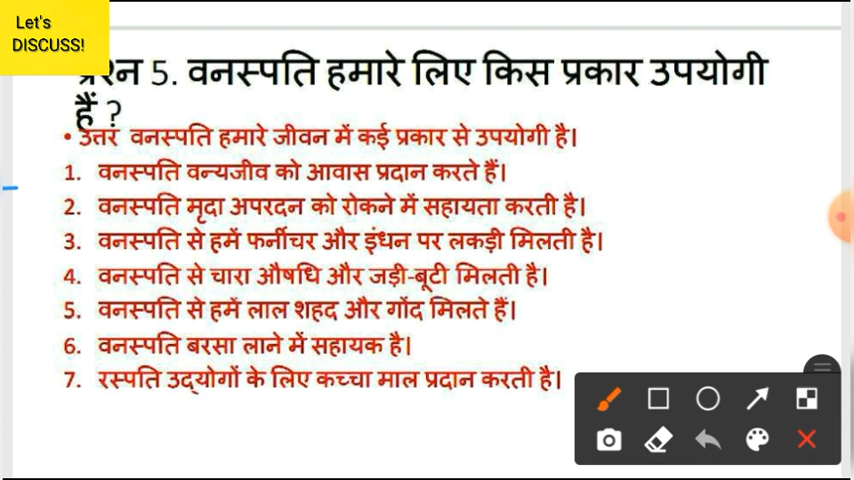 Let's
DISCUSS!
प्रश्न 5. वनस्पति हमारे लिए किस प्रकार उपयोगी
हैं ?
• उत्तर वनस्पति हमारे जीवन में कई प्रकार से उपयोगी है।
1. वनस्पति वन्यजीव को आवास प्रदान करते हैं।
2. वनस्पति मृदा अपरदन को रोकने में सहायता करती है।
3. वनस्पति से हमें फर्नीचर और इंधन पर लकड़ी मिलती है।
4. वनस्पति से चारा औषधि और जड़ी-बूटी मिलती है।
5. वनस्पति से हमें लाल शहद और गोंद मिलते हैं।
6. वनस्पति बरसा लाने में सहायक है।
7. रस्पति उद्योगों के लिए कच्चा माल प्रदान करती है।